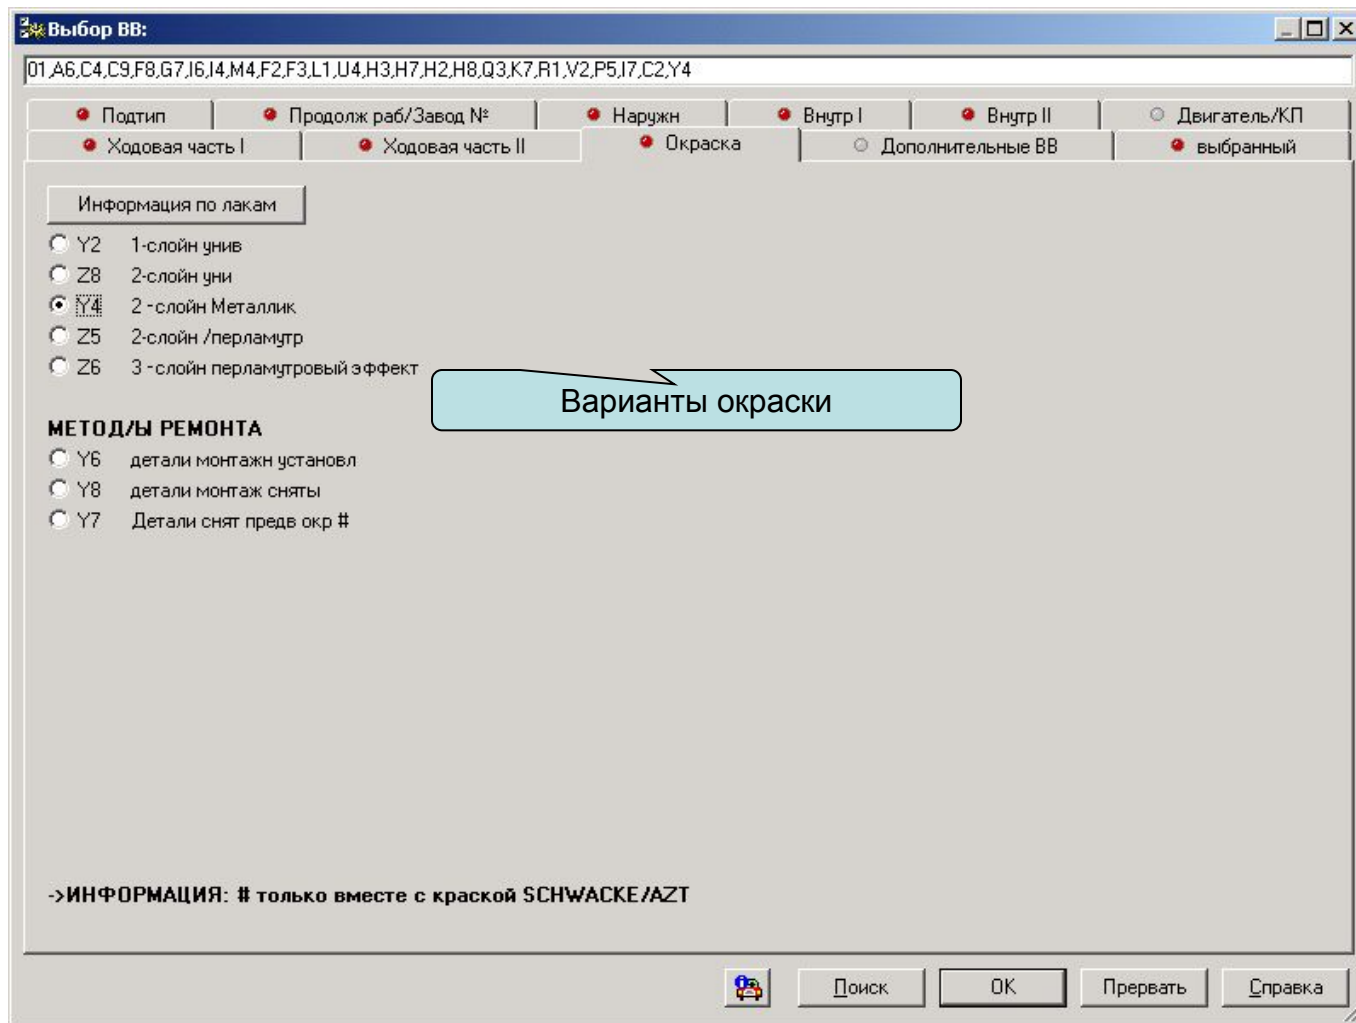 Выбор ВВ:
01,A6,C4,C9,F8,G7,I6,I4,M4,F2,F3,L1,U4,H3,H7,H2,H8,Q3,K7,R1,V2,P5,I7,C2,Y4
Подтип Продолж раб/Завод № Наружн Внутр I Внутр II Двигатель/КП
Ходовая часть I Ходовая часть II Окраска Дополнительные ВВ выбранный
Информация по лакам
Y2 1-слойн унив
Z8 2-слойн уни
Y4 2 -слойн Металлик
Z5 2-слойн /перламутр
Z6 3 -слойн перламутровый эффект
Варианты окраски
МЕТОД/Ы РЕМОНТА
Y6 детали монтажн установл
Y8 детали монтаж сняты
Y7 Детали снят предв окр #
->ИНФОРМАЦИЯ: # только вместе с краской SCHWACKE/AZT
Поиск OK Прервать Справка